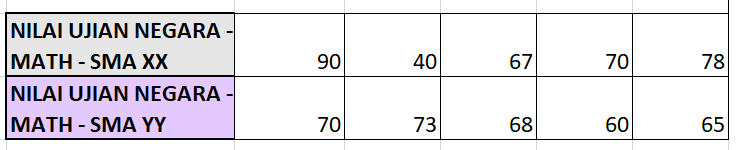 NILAI UJIAN NEGARA -
MATH - SMA XX 90 40 67 70 78
NILAI UJIAN NEGARA -
MATH - SMA YY 70 73 68 60 65